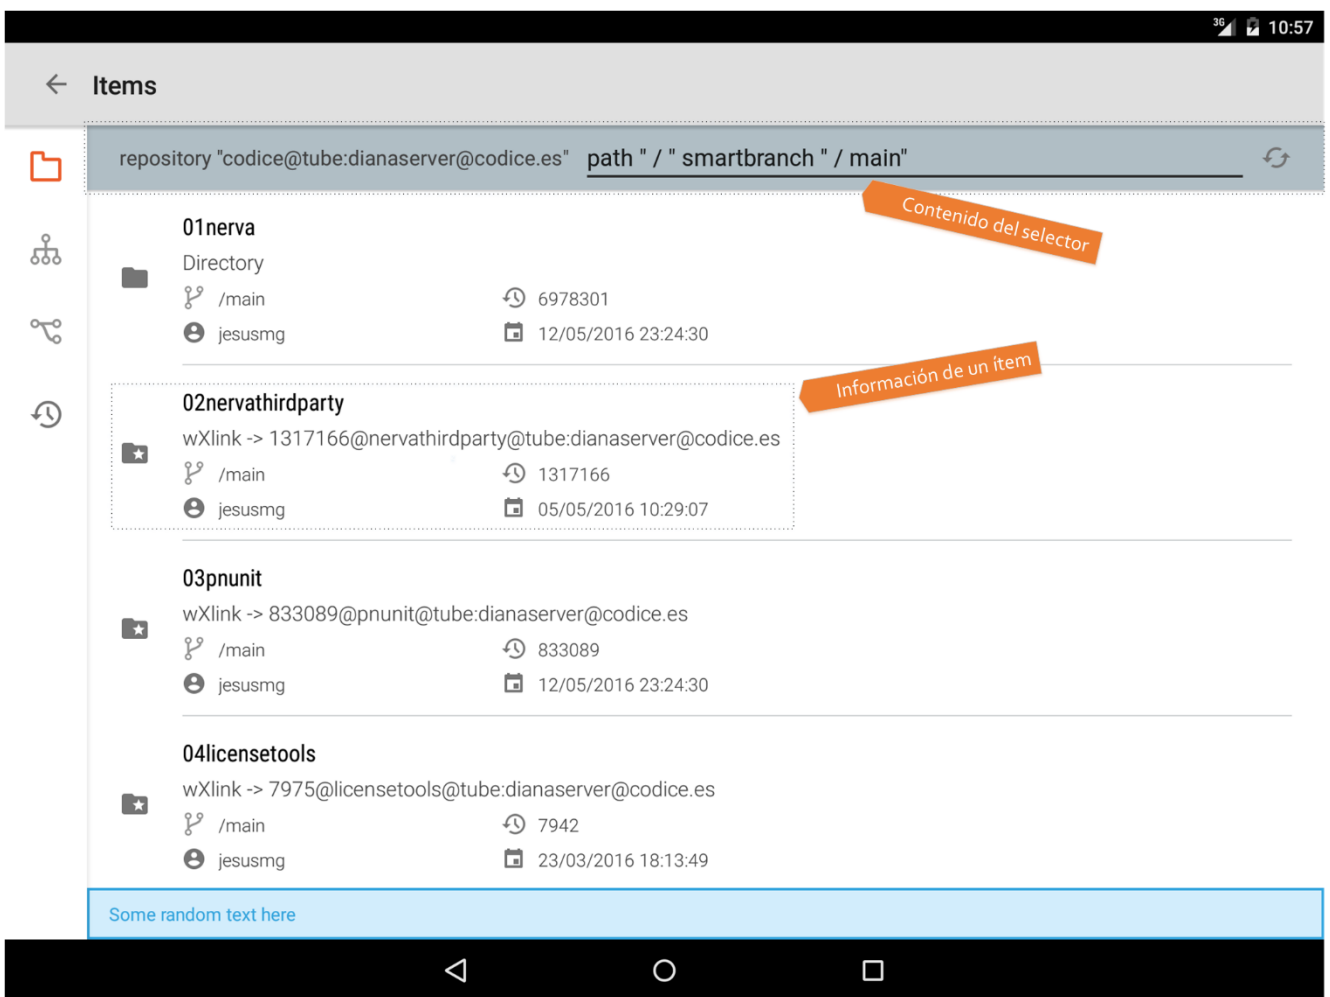 3G 10:57
Items
repository "codice@tube:dianaserver@codice.es" path " / " smartbranch " / main"
Contenido del selector
01nerva
Directory
/main 6978301
jesusmg 12/05/2016 23:24:30
Información de un ítem
02nervathirdparty
wXlink -> 1317166@nervathirdparty@tube:dianaserver@codice.es
/main 1317166
jesusmg 05/05/2016 10:29:07
03pnunit
wXlink -> 833089@pnunit@tube:dianaserver@codice.es
/main 833089
jesusmg 12/05/2016 23:24:30
04licensetools
wXlink -> 7975@licensetools@tube:dianaserver@codice.es
/main 7942
jesusmg 23/03/2016 18:13:49
Some random text here